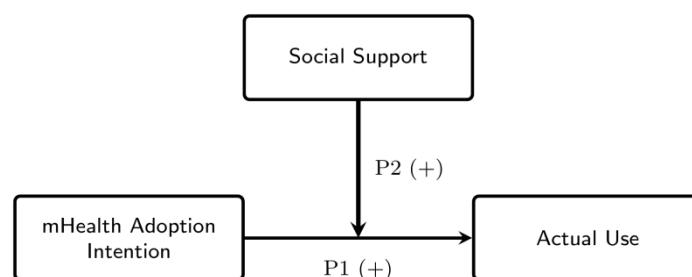 Social Support
P2 (+)
mHealth Adoption
Intention
Actual Use
P1 (+)